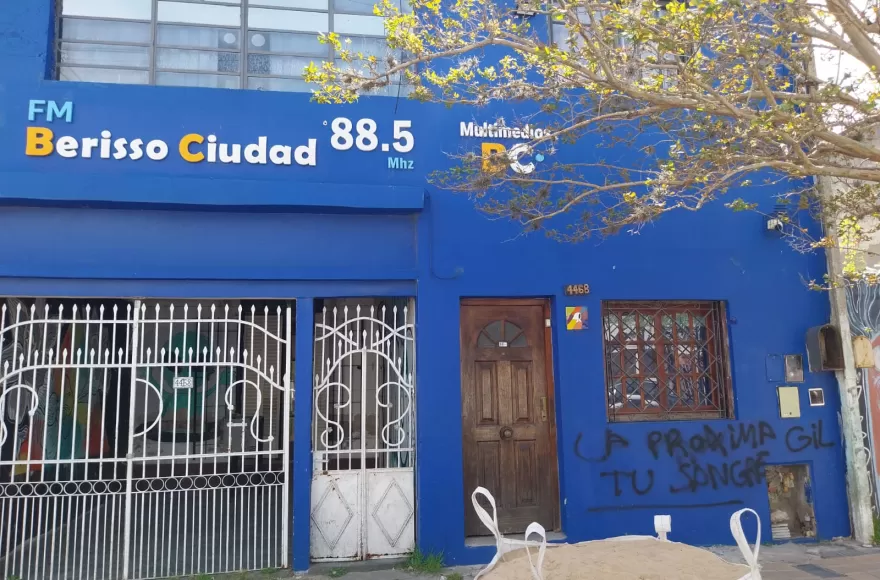 FM
Berisso Ciudad
88.5
Mhz
Multimedios
BC
4468
LA PROXIMA GIL
TU SANGRE